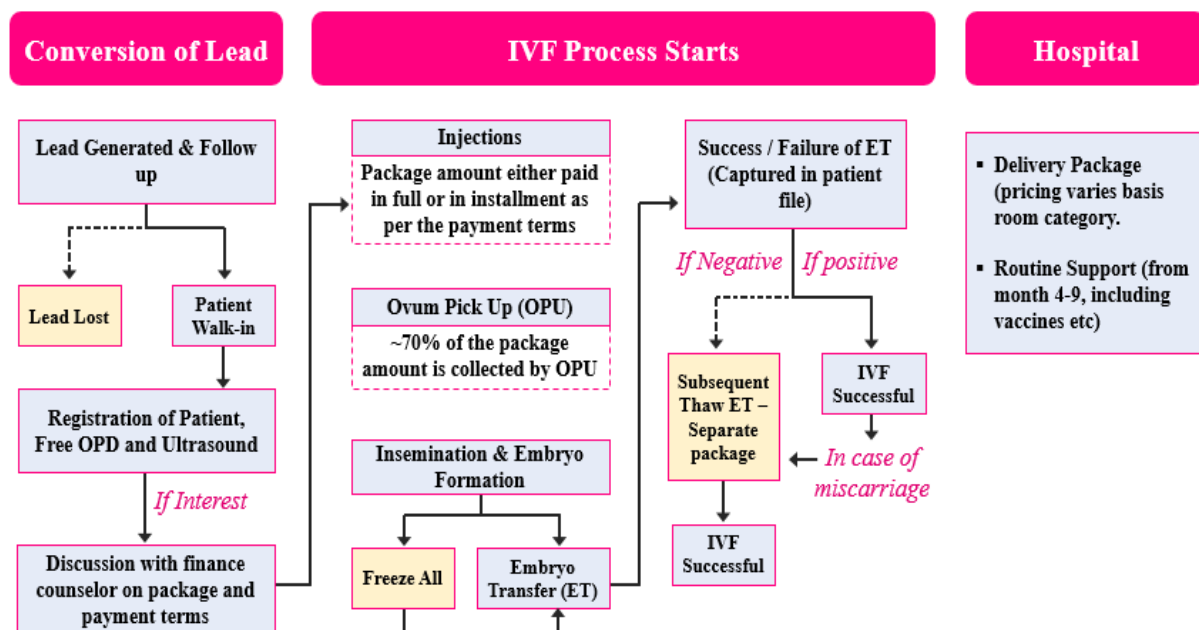 Conversion of Lead
IVF Process Starts
Hospital
Lead Generated & Follow
up
Lead Lost
Patient
Walk-in
Registration of Patient,
Free OPD and Ultrasound
If Interest
Discussion with finance
counselor on package and
payment terms
Injections
Package amount either paid
in full or in installment as
per the payment terms
Ovum Pick Up (OPU)
~70% of the package
amount is collected by OPU
Insemination & Embryo
Formation
Freeze All
Embryo
Transfer (ET)
Success / Failure of ET
(Captured in patient
file)
If Negative
If positive
Subsequent
Thaw ET –
Separate
package
IVF
Successful
In case of
miscarriage
IVF
Successful
▪ Delivery Package
(pricing varies basis
room category.
▪ Routine Support (from
month 4-9, including
vaccines etc)